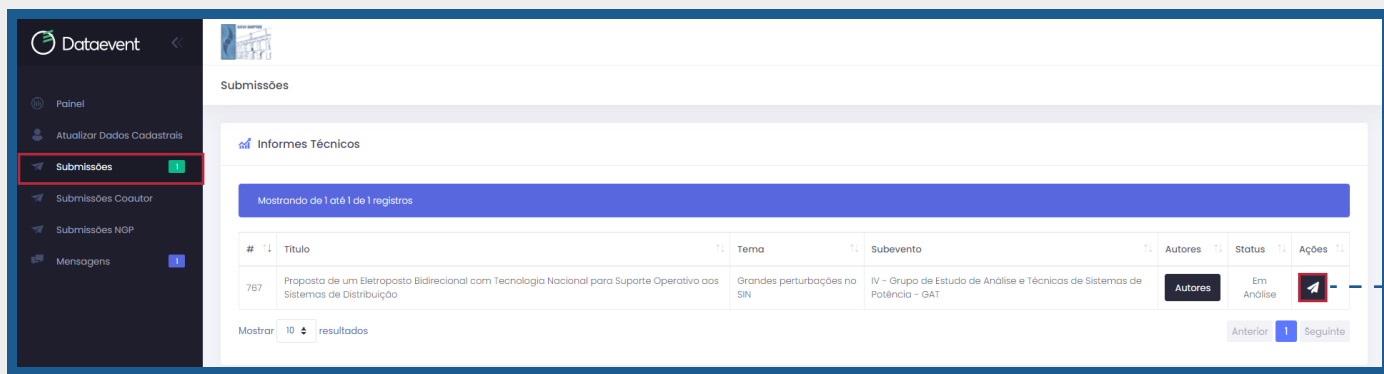 Dataevent
Submissões
Painel
Atualizar Dados Cadastrais
Submissões 1
Submissões Coautor
Submissões NGP
Mensagens 1
Informes Técnicos
Mostrando de 1 até 1 de 1 registros
# Título Tema Subevento Autores Status Ações
767 Proposta de um Eletroposto Bidirecional com Tecnologia Nacional para Suporte Operativo aos
Sistemas de Distribuição
Grandes perturbações no
SIN
IV - Grupo de Estudo de Análise e Técnicas de Sistemas de
Potência - GAT
Autores
Em
Análise
Mostrar 10 resultados
Anterior 1 Seguinte